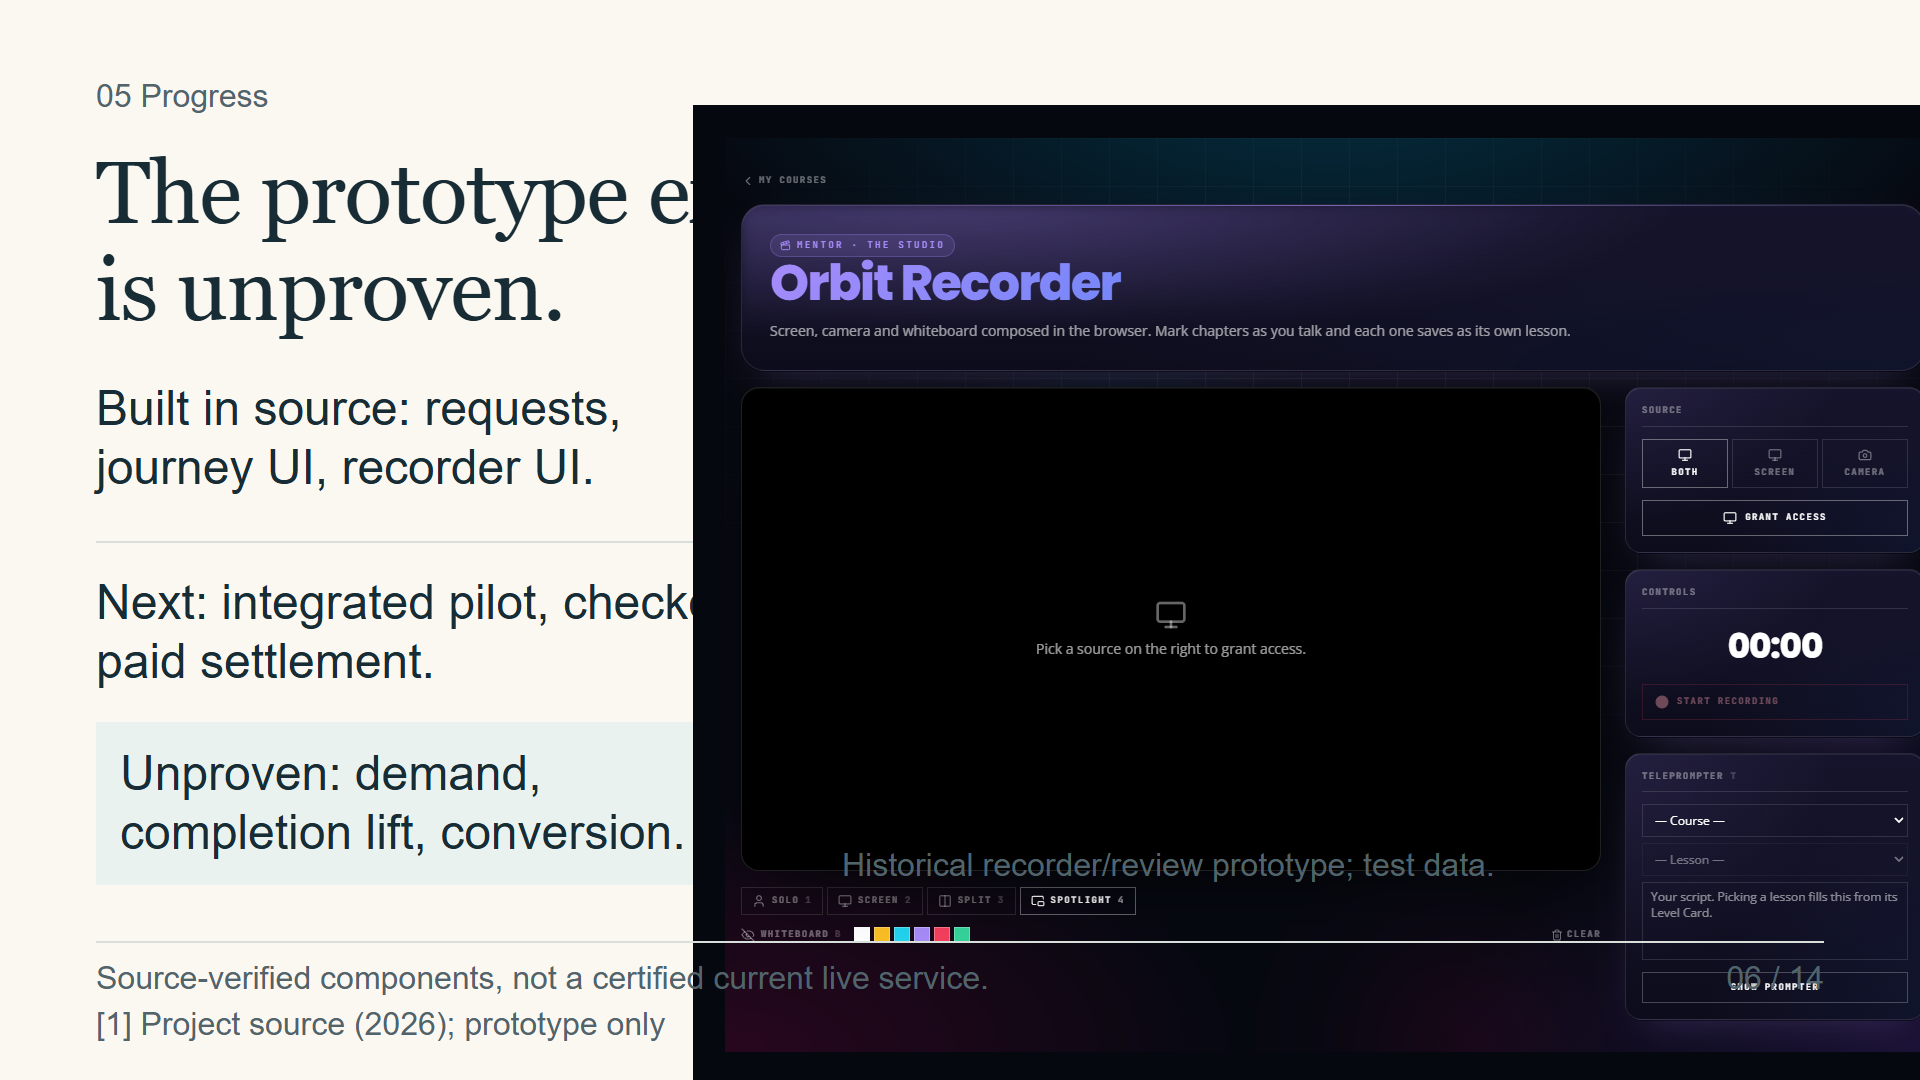 05 Progress
The prototype
is unproven.
Built in source: requests,
journey UI, recorder UI.
Next: integrated pilot,
paid settlement.
Unproven: demand,
completion lift, conversion.
MY COURSES
MENTOR · THE STUDIO
Orbit Recorder
Screen, camera and whiteboard composed in the browser. Mark chapters as you talk and each one saves as its own lesson.
Pick a source on the right to grant access.
SOURCE
BOTH
SCREEN
CAMERA
GRANT ACCESS
CONTROLS
00:00
START RECORDING
TELEPROMPTER T
— Course —
— Lesson —
Your script. Picking a lesson fills this from its
Level Card.
SHOW PROMPTER
Historical recorder/review prototype; test data.
SOLO 1
SCREEN 2
SPLIT 3
SPOTLIGHT 4
WHITEBOARD B
CLEAR
Source-verified components, not a certified current live service.
[1] Project source (2026); prototype only
06 / 14